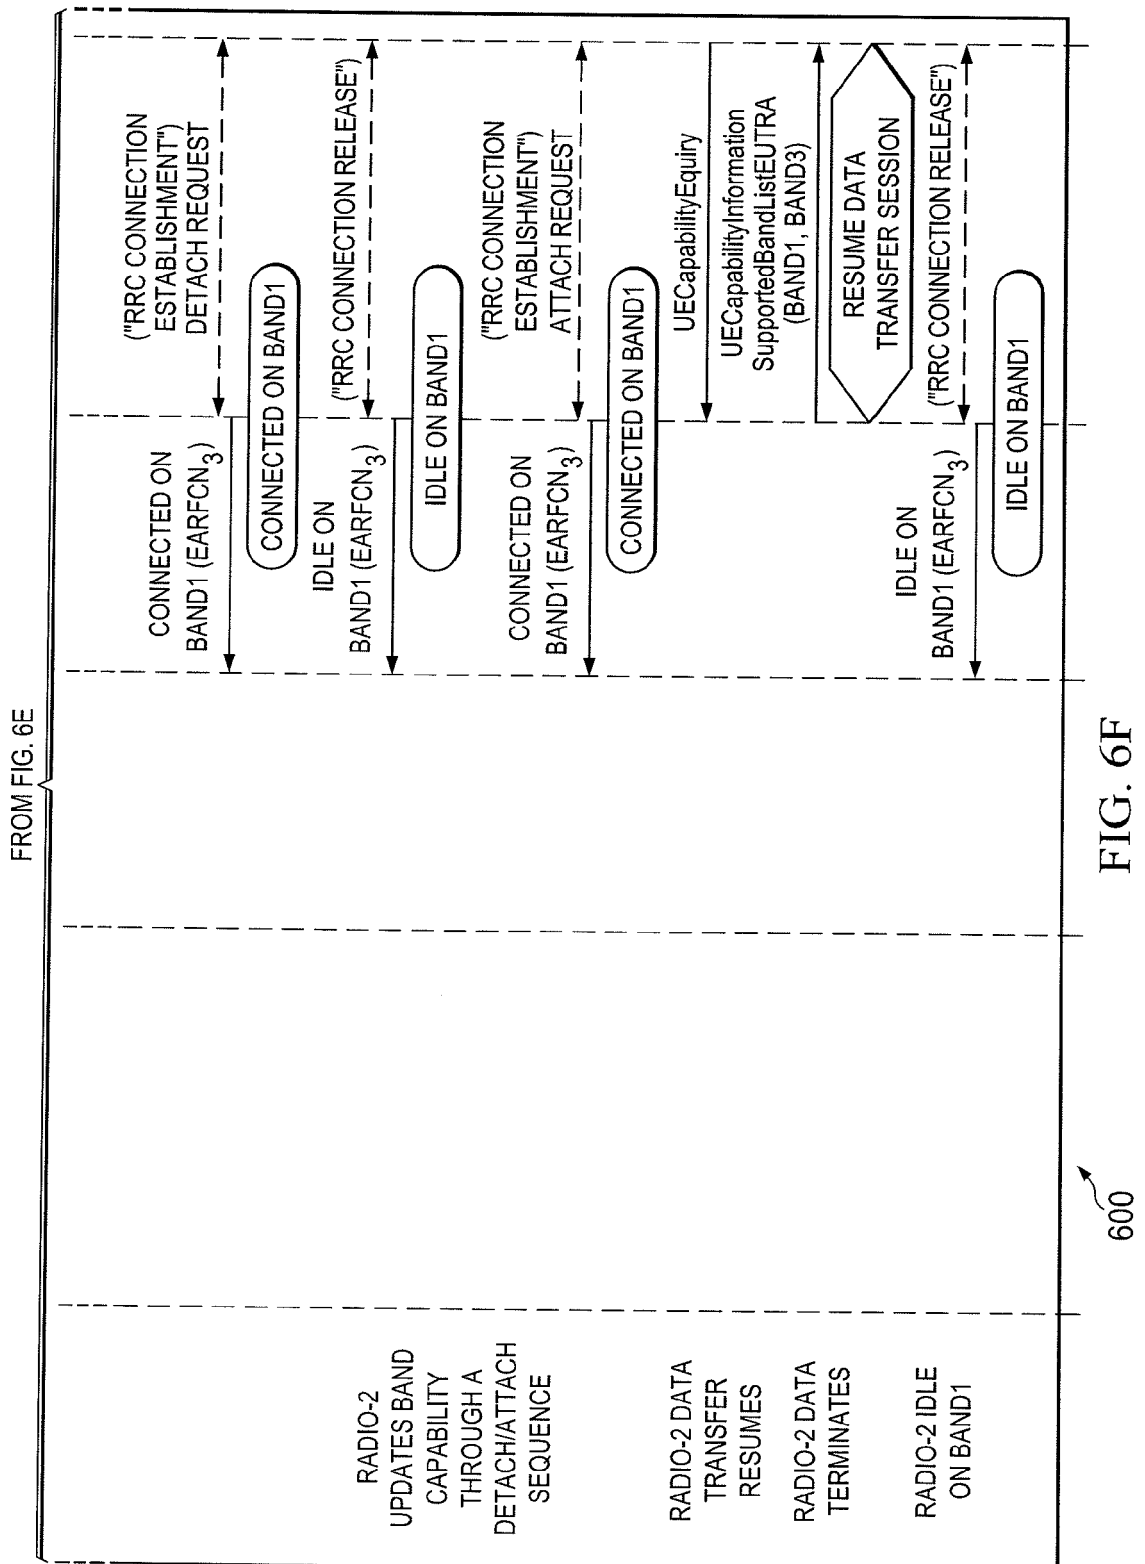 FROM FIG. 6E
("RRC CONNECTION
ESTABLISHMENT")
DETACH REQUEST
CONNECTED ON
BAND1 (EARFCN3)
CONNECTED ON BAND1
("RRC CONNECTION RELEASE")
IDLE ON
BAND1 (EARFCN3)
IDLE ON BAND1
RADIO-2
UPDATES BAND
CAPABILITY
THROUGH A
DETACH/ATTACH
SEQUENCE
("RRC CONNECTION
ESTABLISHMENT")
ATTACH REQUEST
CONNECTED ON
BAND1 (EARFCN3)
CONNECTED ON BAND1
UECapabilityEquiry
RADIO-2 DATA
TRANSFER
RESUMES
UECapabilityInformation
SupportedBandListEUTRA
(BAND1, BAND3)
RESUME DATA
TRANSFER SESSION
RADIO-2 DATA
TERMINATES
("RRC CONNECTION RELEASE")
IDLE ON
BAND1 (EARFCN3)
RADIO-2 IDLE
ON BAND1
IDLE ON BAND1
600
FIG. 6F